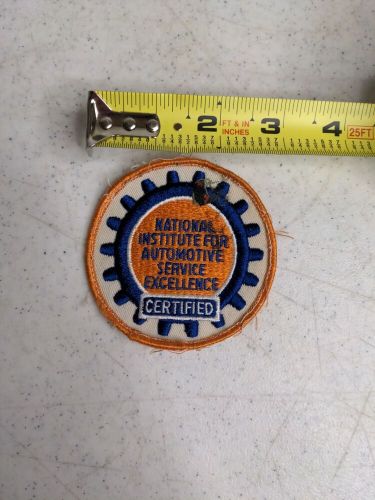 2 FT & IN INCHES 3 4 25FT
NATIONAL
INSTITUTE FOR
AUTOMOTIVE
SERVICE
EXCELLENCE
CERTIFIED